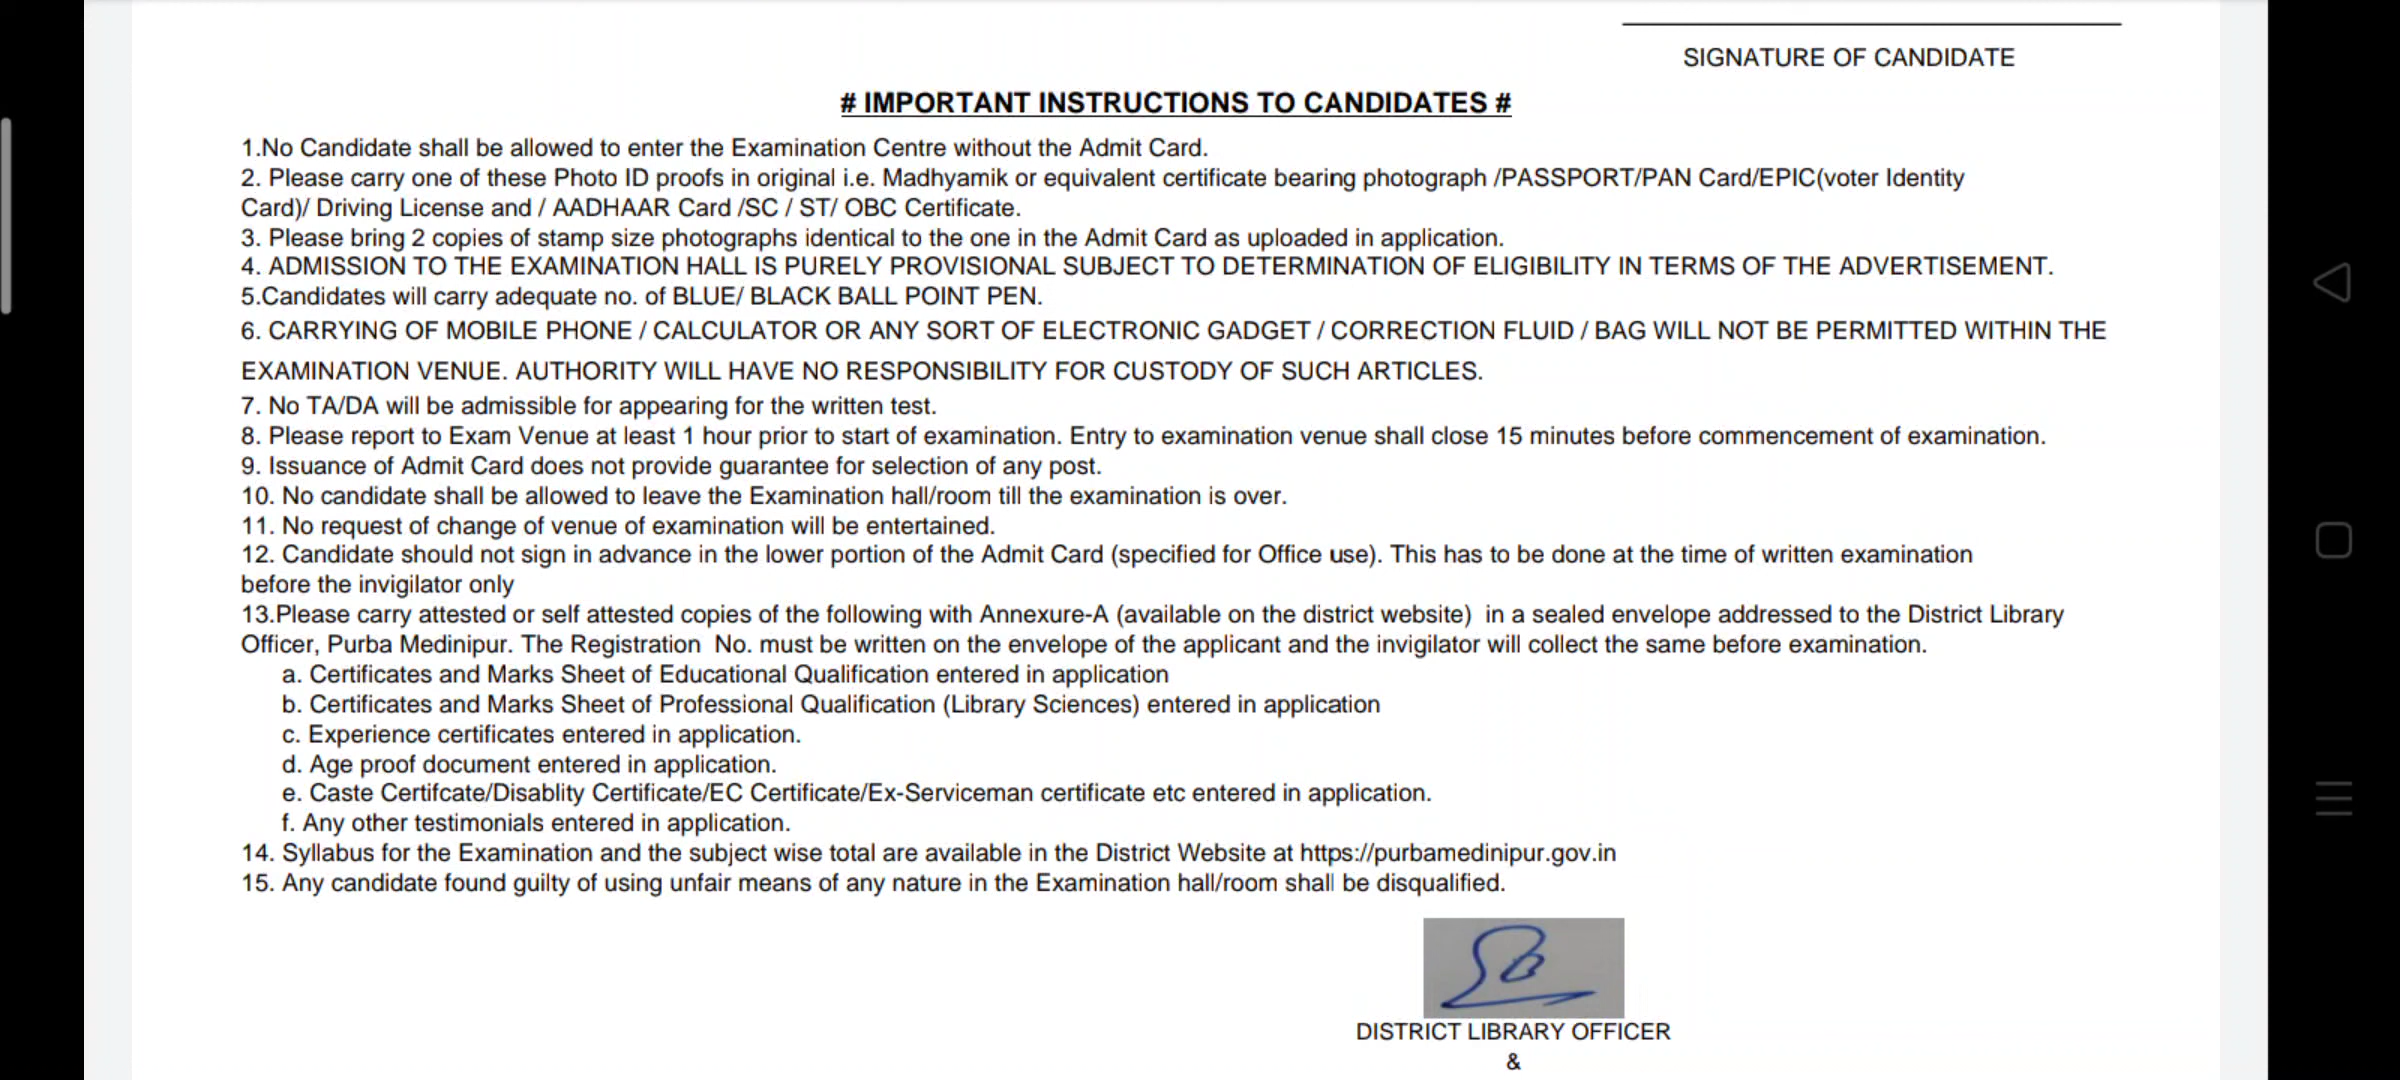 SIGNATURE OF CANDIDATE
# IMPORTANT INSTRUCTIONS TO CANDIDATES #
1.No Candidate shall be allowed to enter the Examination Centre without the Admit Card.
2. Please carry one of these Photo ID proofs in original i.e. Madhyamik or equivalent certificate bearing photograph /PASSPORT/PAN Card/EPIC(voter Identity
Card)/ Driving License and / AADHAAR Card /SC / ST/ OBC Certificate.
3. Please bring 2 copies of stamp size photographs identical to the one in the Admit Card as uploaded in application.
4. ADMISSION TO THE EXAMINATION HALL IS PURELY PROVISIONAL SUBJECT TO DETERMINATION OF ELIGIBILITY IN TERMS OF THE ADVERTISEMENT.
5.Candidates will carry adequate no. of BLUE/ BLACK BALL POINT PEN.
6. CARRYING OF MOBILE PHONE / CALCULATOR OR ANY SORT OF ELECTRONIC GADGET / CORRECTION FLUID / BAG WILL NOT BE PERMITTED WITHIN THE
EXAMINATION VENUE. AUTHORITY WILL HAVE NO RESPONSIBILITY FOR CUSTODY OF SUCH ARTICLES.
7. No TA/DA will be admissible for appearing for the written test.
8. Please report to Exam Venue at least 1 hour prior to start of examination. Entry to examination venue shall close 15 minutes before commencement of examination.
9. Issuance of Admit Card does not provide guarantee for selection of any post.
10. No candidate shall be allowed to leave the Examination hall/room till the examination is over.
11. No request of change of venue of examination will be entertained.
12. Candidate should not sign in advance in the lower portion of the Admit Card (specified for Office use). This has to be done at the time of written examination
before the invigilator only
13.Please carry attested or self attested copies of the following with Annexure-A (available on the district website)  in a sealed envelope addressed to the District Library
Officer, Purba Medinipur. The Registration  No. must be written on the envelope of the applicant and the invigilator will collect the same before examination.
a. Certificates and Marks Sheet of Educational Qualification entered in application
b. Certificates and Marks Sheet of Professional Qualification (Library Sciences) entered in application
c. Experience certificates entered in application.
d. Age proof document entered in application.
e. Caste Certifcate/Disablity Certificate/EC Certificate/Ex-Serviceman certificate etc entered in application.
f. Any other testimonials entered in application.
14. Syllabus for the Examination and the subject wise total are available in the District Website at https://purbamedinipur.gov.in
15. Any candidate found guilty of using unfair means of any nature in the Examination hall/room shall be disqualified.
DISTRICT LIBRARY OFFICER
&